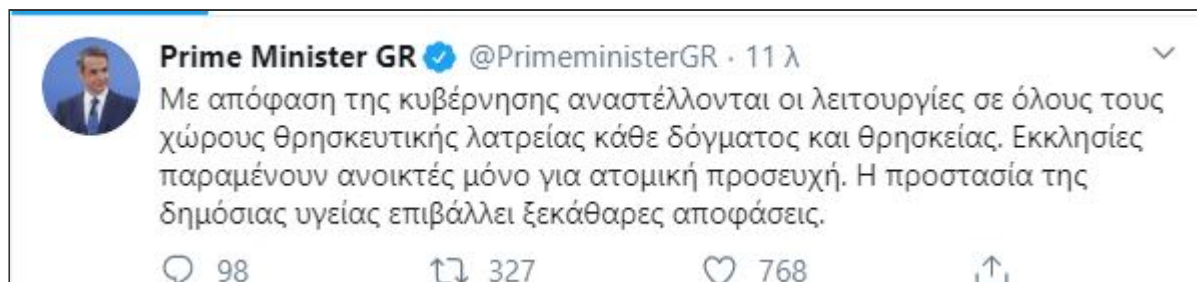 Prime Minister GR @PrimeministerGR · 11 λ
Με απόφαση της κυβέρνησης αναστέλλονται οι λειτουργίες σε όλους τους
χώρους θρησκευτικής λατρείας κάθε δόγματος και θρησκείας. Εκκλησίες
παραμένουν ανοικτές μόνο για ατομική προσευχή. Η προστασία της
δημόσιας υγείας επιβάλλει ξεκάθαρες αποφάσεις.
98 327 768